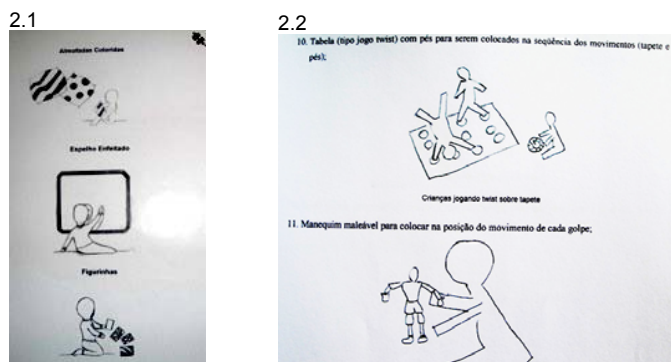 2.1
Almofadas Coloridas
Espelho Enfeitado
Figurinhas
2.2
10. Tabela (tipo jogo twist) com pés para serem colocados na seqüência dos movimentos (tapete e
pés);
Crianças jogando twist sobre tapete
11. Manequim maleável para colocar na posição do movimento de cada golpe;